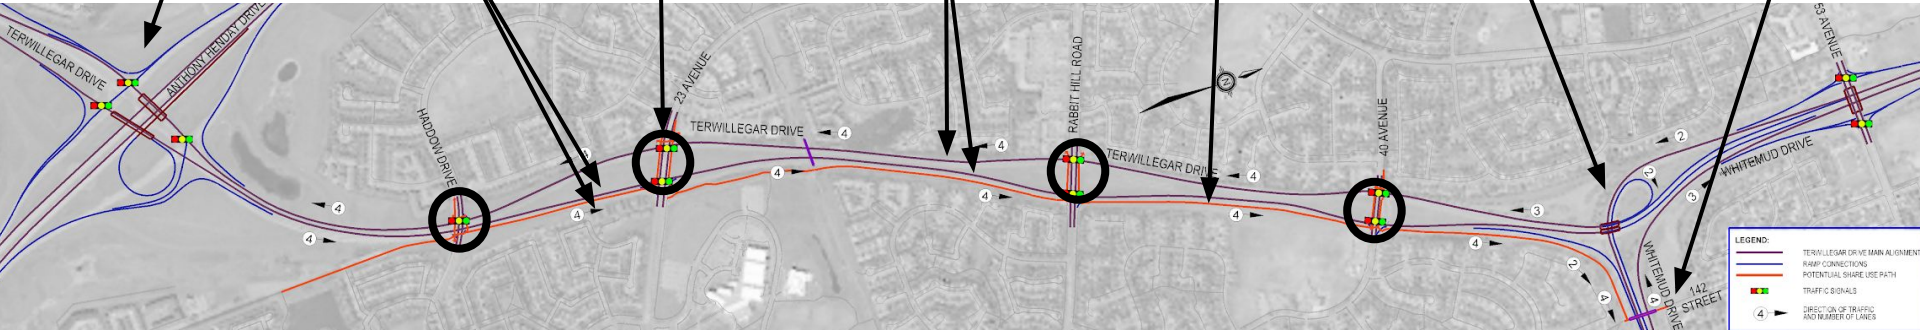 TERWILLEGAR DRIVE
ANTHONY HENDAY DRIVE
HADDOW DRIVE
23 AVENUE
TERWILLEGAR DRIVE
RABBIT HILL ROAD
TERWILLEGAR DRIVE
N
40 AVENUE
53 AVENUE
WHITEMUD DRIVE
WHITEMUD DRIVE
142
STREET
4
4
4
4
4
4
4
4
4
3
4
2
2
3
2
4
4
LEGEND:
TERWILLEGAR DRIVE MAIN ALIGNMENT
RAMP CONNECTIONS
POTENTUIAL SHARE USE PATH
TRAFFIC SIGNALS
4
DIRECTION OF TRAFFIC
AND NUMBER OF LANES